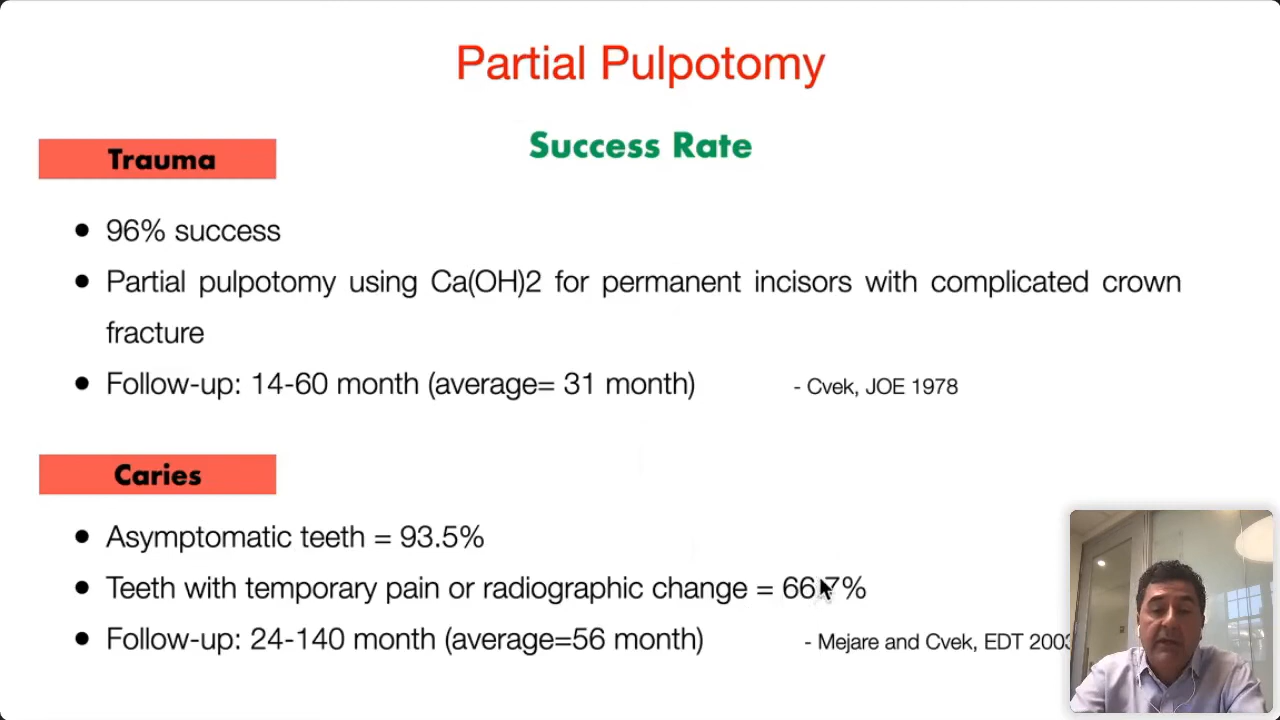 Partial Pulpotomy
Success Rate
Trauma
• 96% success
• Partial pulpotomy using Ca(OH)2 for permanent incisors with complicated crown
fracture
• Follow-up: 14-60 month (average= 31 month) - Cvek, JOE 1978
Caries
• Asymptomatic teeth = 93.5%
• Teeth with temporary pain or radiographic change = 66.7%
• Follow-up: 24-140 month (average=56 month) - Mejare and Cvek, EDT 2003